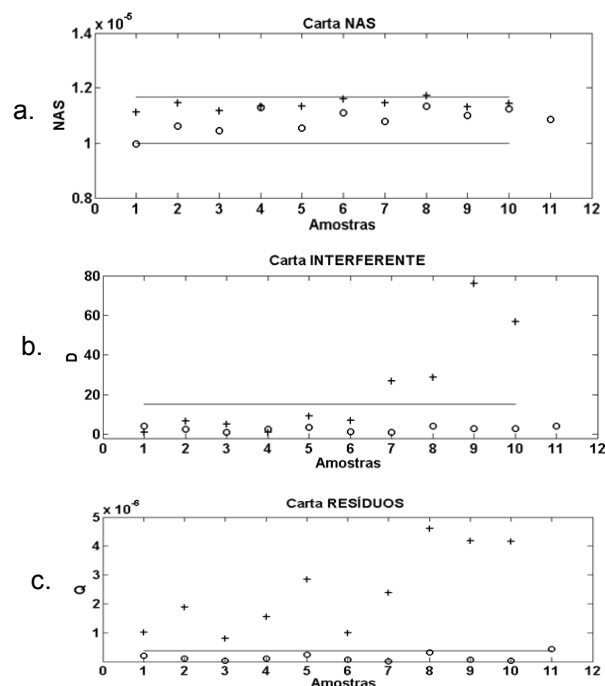 a.
x 10⁻⁵
Carta NAS
NAS
1.4
1.2
1
0.8
0 1 2 3 4 5 6 7 8 9 10 11 12
Amostras
b.
Carta INTERFERENTE
D
80
60
40
20
0
0 1 2 3 4 5 6 7 8 9 10 11 12
Amostras
c.
x 10⁻⁶
Carta RESÍDUOS
Q
5
4
3
2
1
0 1 2 3 4 5 6 7 8 9 10 11 12
Amostras